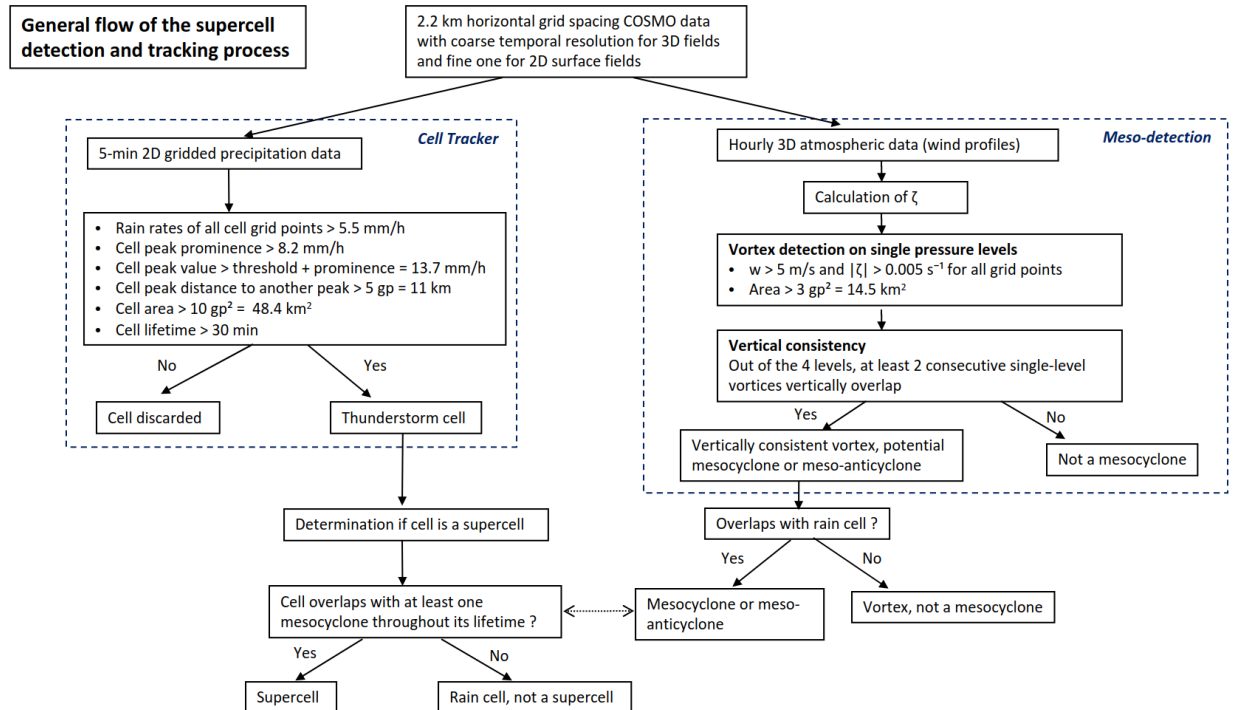 General flow of the supercell
detection and tracking process
2.2 km horizontal grid spacing COSMO data
with coarse temporal resolution for 3D fields
and fine one for 2D surface fields
Cell Tracker
5-min 2D gridded precipitation data
• Rain rates of all cell grid points > 5.5 mm/h
• Cell peak prominence > 8.2 mm/h
• Cell peak value > threshold + prominence = 13.7 mm/h
• Cell peak distance to another peak > 5 gp = 11 km
• Cell area > 10 gp² = 48.4 km²
• Cell lifetime > 30 min
No
Yes
Cell discarded
Thunderstorm cell
Meso-detection
Hourly 3D atmospheric data (wind profiles)
Calculation of ζ
Vortex detection on single pressure levels
• w > 5 m/s and |ζ| > 0.005 s⁻¹ for all grid points
• Area > 3 gp² = 14.5 km²
Vertical consistency
Out of the 4 levels, at least 2 consecutive single-level
vortices vertically overlap
Yes
No
Vertically consistent vortex, potential
mesocyclone or meso-anticyclone
Not a mesocyclone
Determination if cell is a supercell
Overlaps with rain cell ?
Yes
No
Cell overlaps with at least one
mesocyclone throughout its lifetime ?
Mesocyclone or meso-
anticyclone
Vortex, not a mesocyclone
Yes
No
Supercell
Rain cell, not a supercell